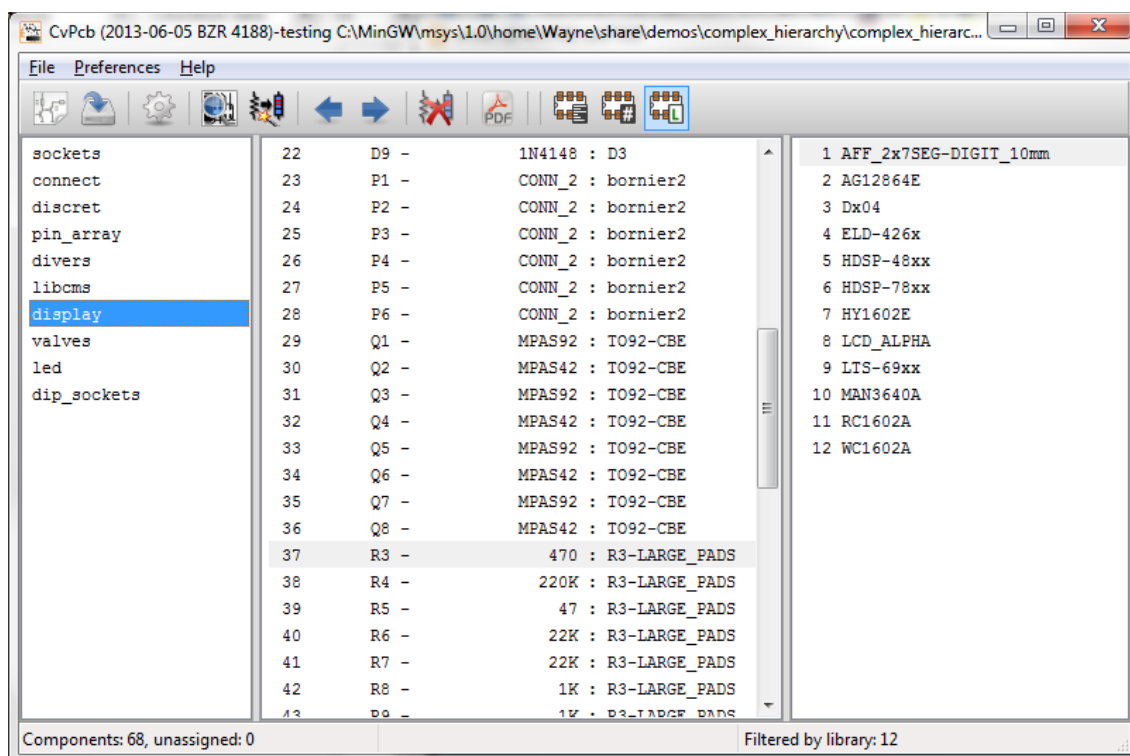 CvPcb (2013-06-05 BZR 4188)-testing C:\MinGW\msys\1.0\home\Wayne\share\demos\complex_hierarchy\complex_hierarc...
File Preferences Help
PDF
#
L
sockets
connect
discret
pin_array
divers
libcms
display
valves
led
dip_sockets
22 D9 - 1N4148 : D3
23 P1 - CONN_2 : bornier2
24 P2 - CONN_2 : bornier2
25 P3 - CONN_2 : bornier2
26 P4 - CONN_2 : bornier2
27 P5 - CONN_2 : bornier2
28 P6 - CONN_2 : bornier2
29 Q1 - MPAS92 : TO92-CBE
30 Q2 - MPAS42 : TO92-CBE
31 Q3 - MPAS92 : TO92-CBE
32 Q4 - MPAS42 : TO92-CBE
33 Q5 - MPAS92 : TO92-CBE
34 Q6 - MPAS42 : TO92-CBE
35 Q7 - MPAS92 : TO92-CBE
36 Q8 - MPAS42 : TO92-CBE
37 R3 - 470 : R3-LARGE_PADS
38 R4 - 220K : R3-LARGE_PADS
39 R5 - 47 : R3-LARGE_PADS
40 R6 - 22K : R3-LARGE_PADS
41 R7 - 22K : R3-LARGE_PADS
42 R8 - 1K : R3-LARGE_PADS
43 R9 - 1K : R3-LARGE_PADS
1 AFF_2x7SEG-DIGIT_10mm
2 AG12864E
3 Dx04
4 ELD-426x
5 HDSP-48xx
6 HDSP-78xx
7 HY1602E
8 LCD_ALPHA
9 LTS-69xx
10 MAN3640A
11 RC1602A
12 WC1602A
Components: 68, unassigned: 0
Filtered by library: 12